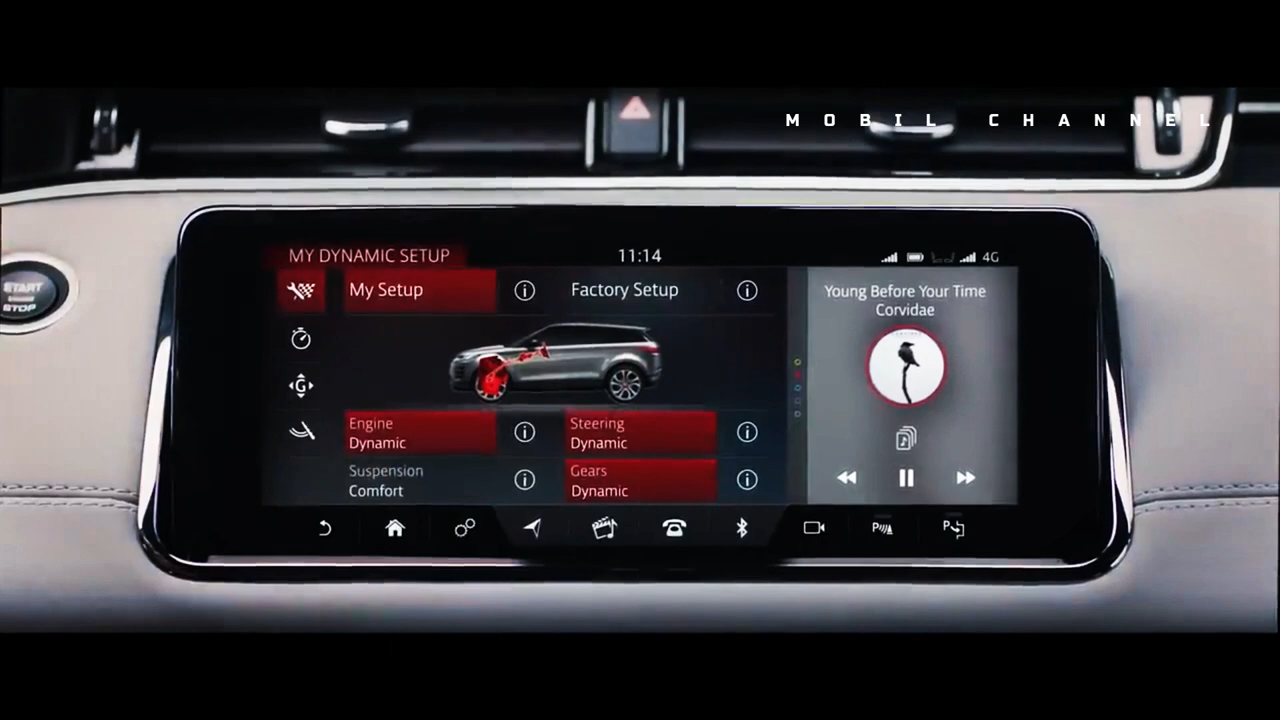 MOBIL CHANNEL
MY DYNAMIC SETUP
11:14
4G
My Setup
Factory Setup
Young Before Your Time
Corvidae
START
STOP
G
Engine
Dynamic
Steering
Dynamic
Suspension
Comfort
Gears
Dynamic
P
P